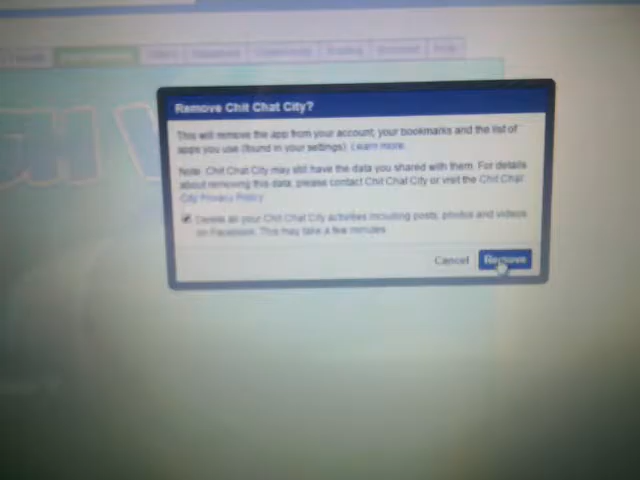 Remove Chit Chat City?
This will remove the app from your account, your bookmarks and the list of
apps you use (found in your settings). Learn more.
Note: Chit Chat City may still have the data you shared with them. For details
about removing this data, please contact Chit Chat City or visit the Chit Chat
City Privacy Policy.
Delete all your Chit Chat City activities including posts, photos and videos
on Facebook. This may take a few minutes.
Cancel
Remove